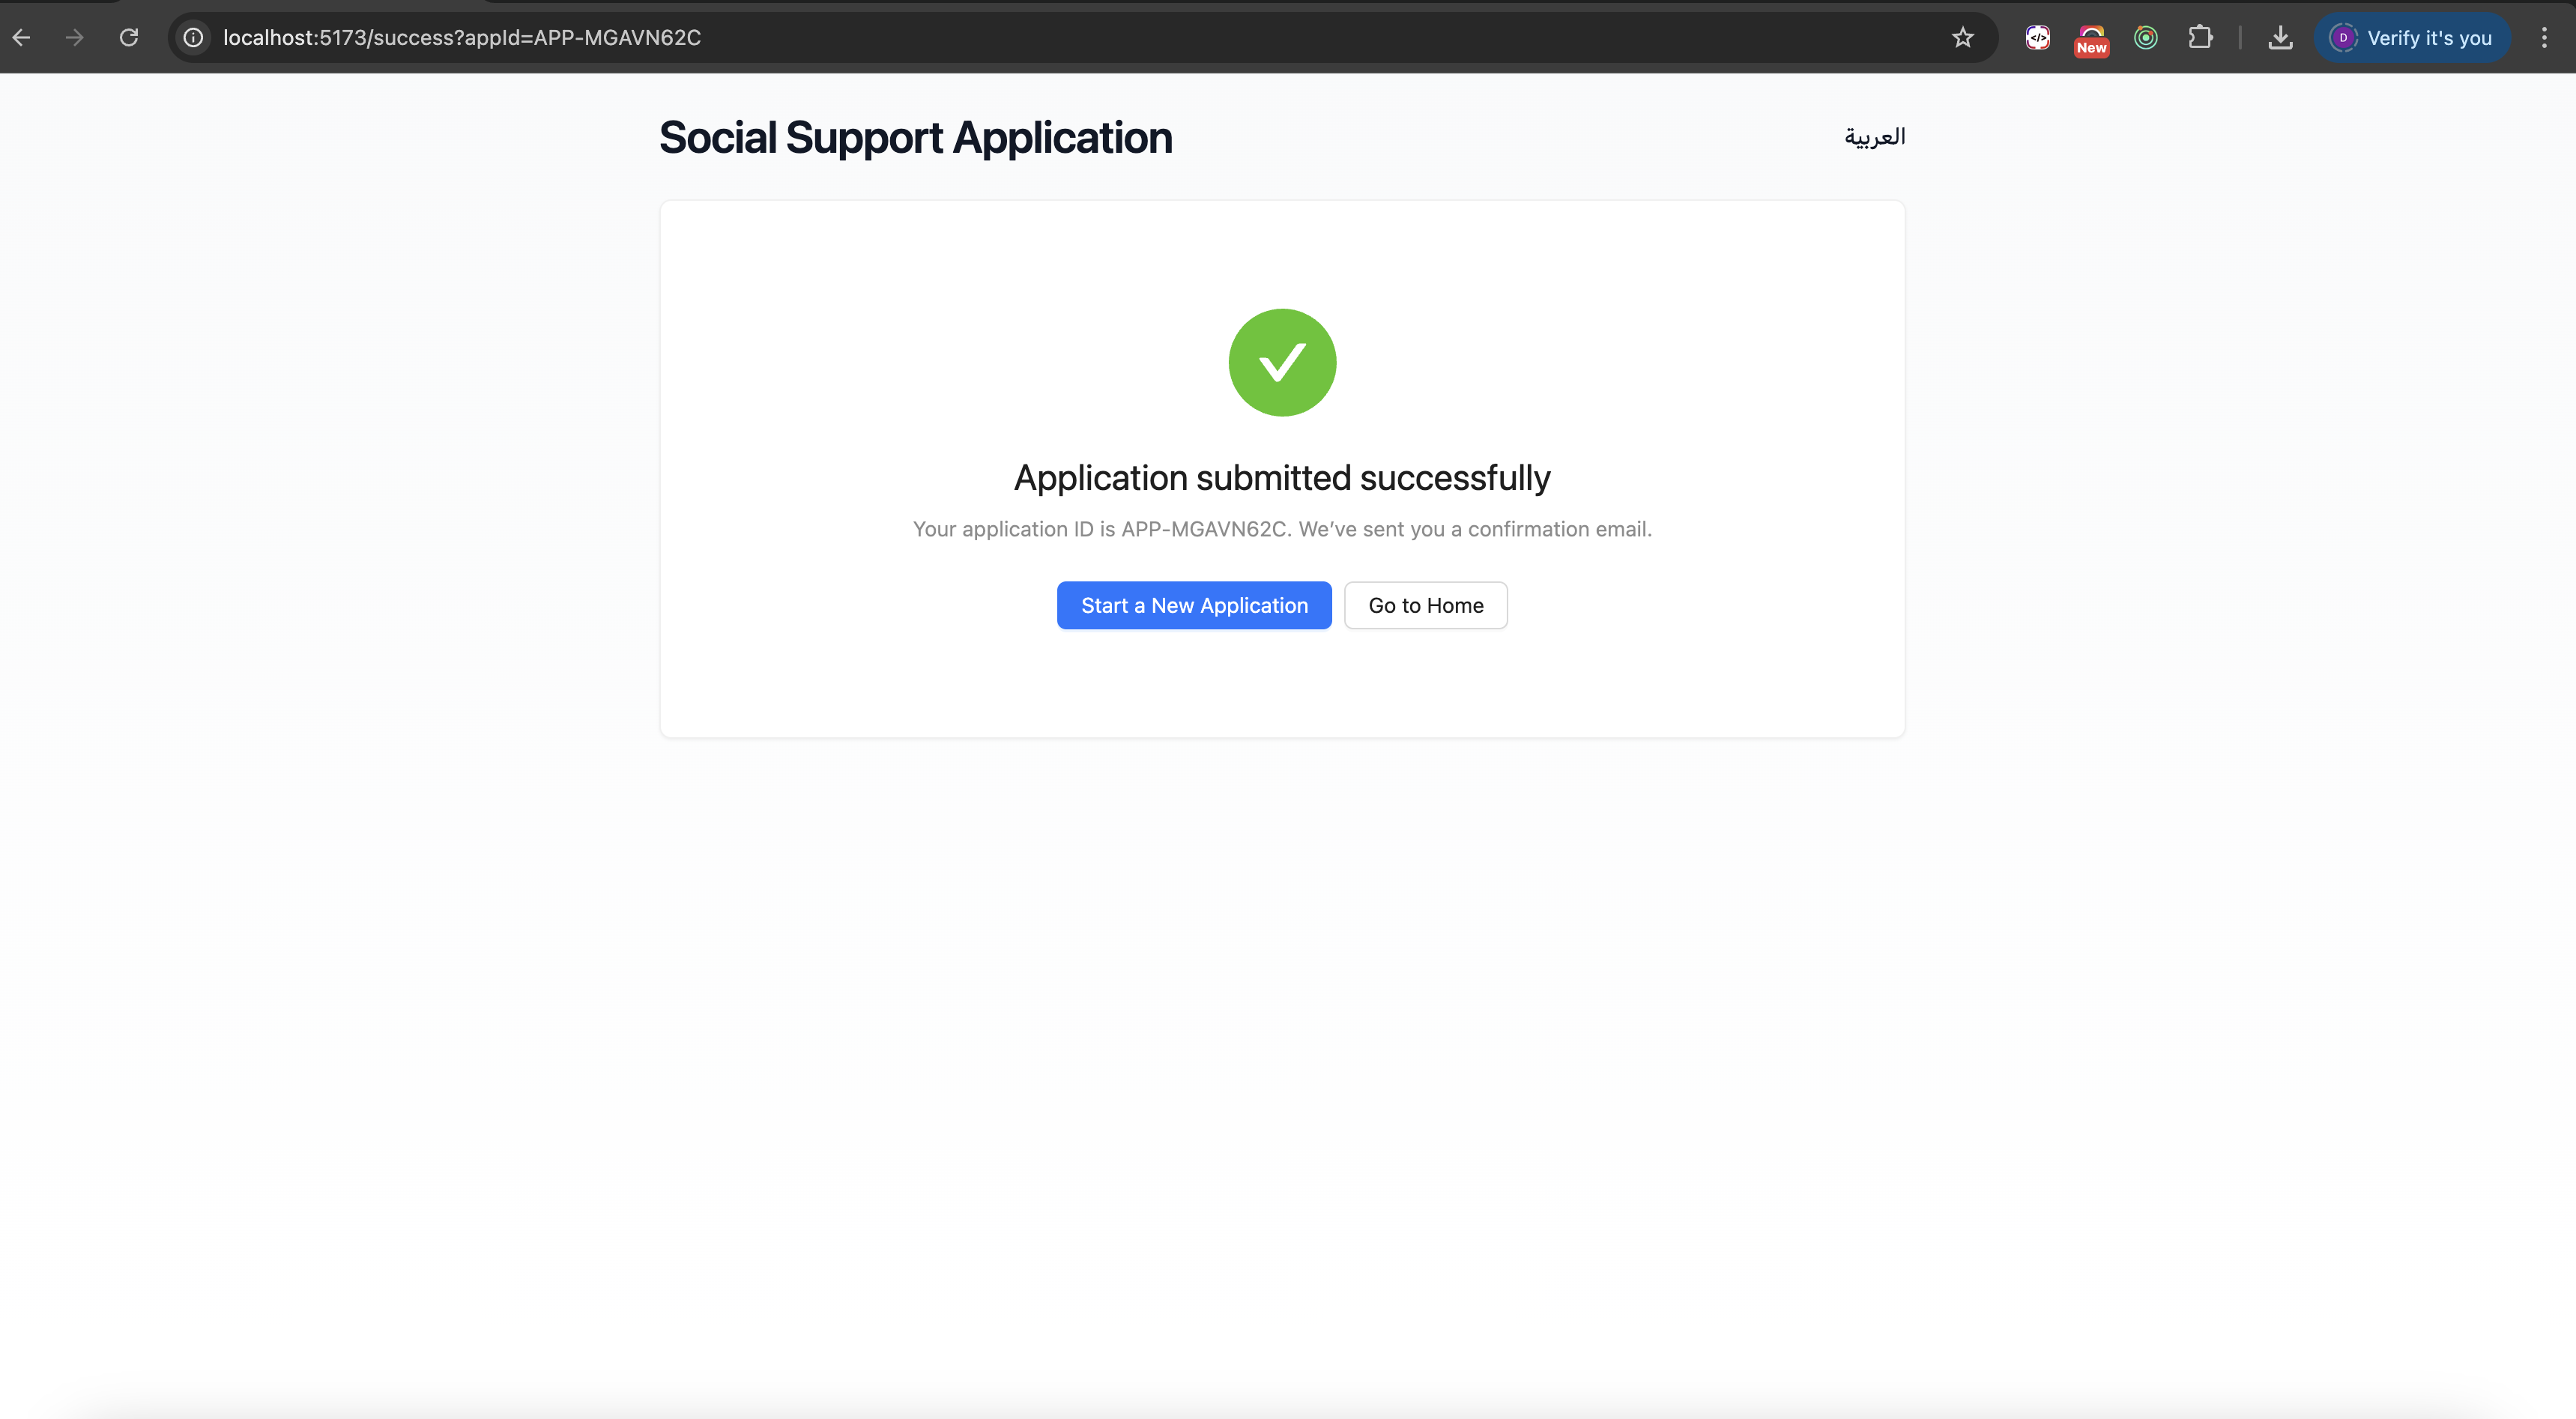 localhost:5173/success?appId=APP-MGAVN62C
</>
New
D
Verify it's you
Social Support Application
العربية
Application submitted successfully
Your application ID is APP-MGAVN62C. We’ve sent you a confirmation email.
Start a New Application
Go to Home